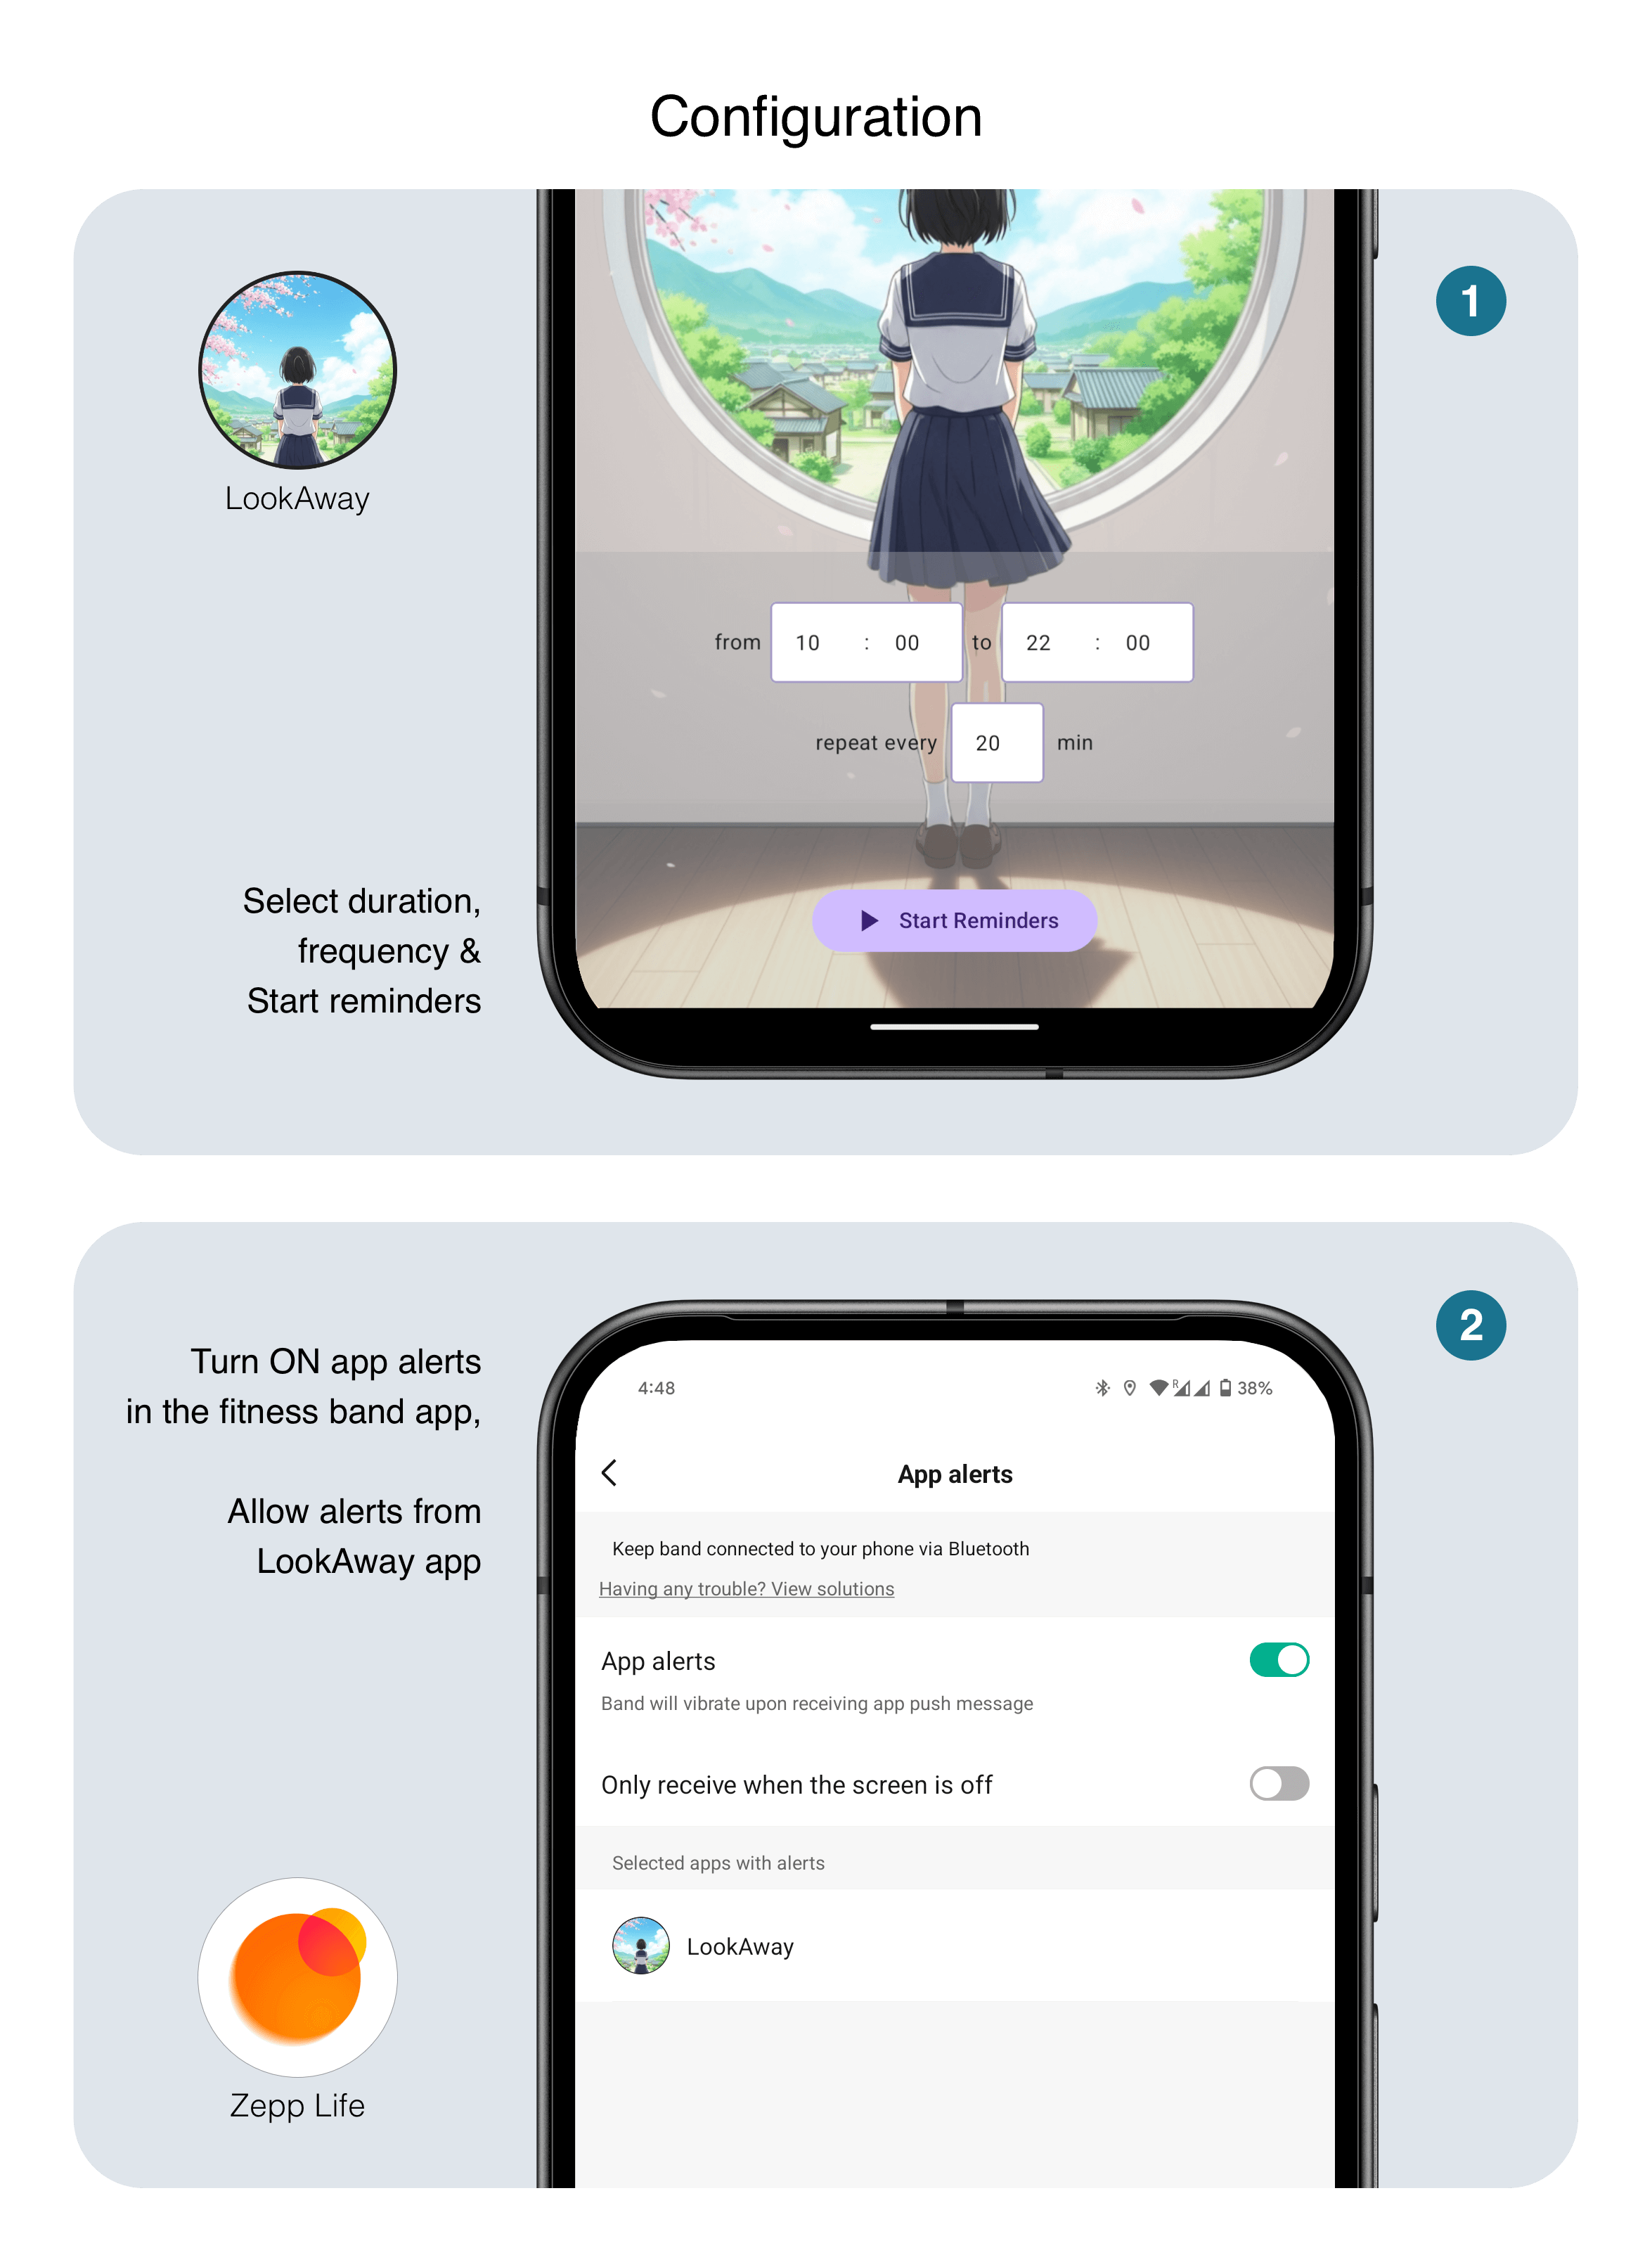 Configuration
1
LookAway
from 10 : 00 to 22 : 00
repeat every 20 min
Select duration,
frequency &
Start reminders
Start Reminders
2
Turn ON app alerts
in the fitness band app,
Allow alerts from
LookAway app
4:48 R 38%
App alerts
Keep band connected to your phone via Bluetooth
Having any trouble? View solutions
App alerts
Band will vibrate upon receiving app push message
Only receive when the screen is off
Selected apps with alerts
LookAway
Zepp Life